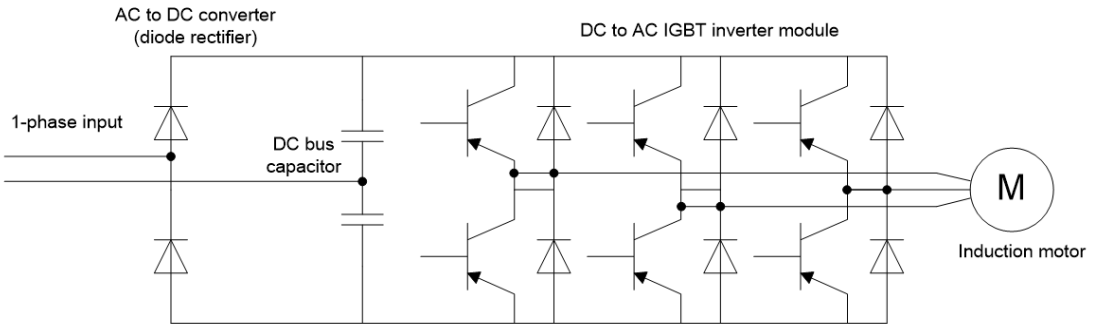 AC to DC converter
(diode rectifier)
DC to AC IGBT inverter module
1-phase input
DC bus
capacitor
M
Induction motor